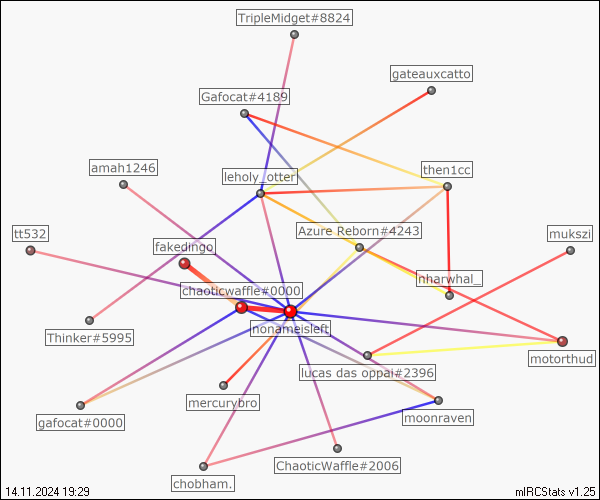 TripleMidget#8824
gateauxcatto
Gafocat#4189
amah1246
then1cc
leholy_otter
tt532
Azure Reborn#4243
mukszi
fakedingo
nharwhal_
chaoticwaffle#0000
nonameisleft
Thinker#5995
motorthud
lucas das oppai#2396
mercurybro
moonraven
gafocat#0000
ChaoticWaffle#2006
chobham.
14.11.2024 19:29
mIRCStats v1.25